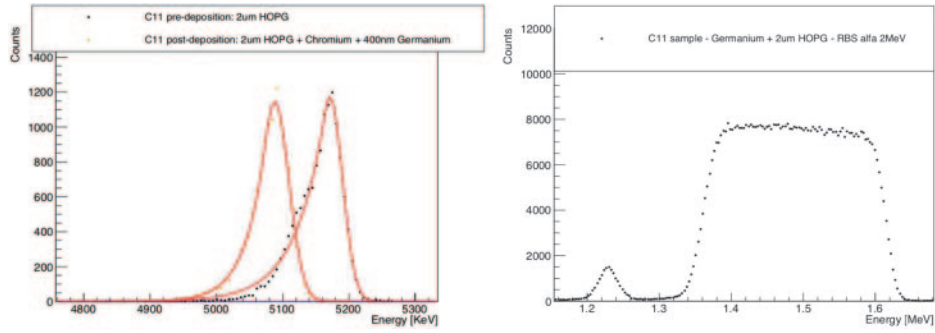 C11 pre-deposition: 2um HOPG
C11 post-deposition: 2um HOPG + Chromium + 400nm Germanium
Counts
1400
1200
1000
800
600
400
200
0
4800 4900 5000 5100 5200 5300
Energy [KeV]
C11 sample - Germanium + 2um HOPG - RBS alfa 2MeV
Counts
12000
10000
8000
6000
4000
2000
0
1.2 1.3 1.4 1.5 1.6
Energy [MeV]